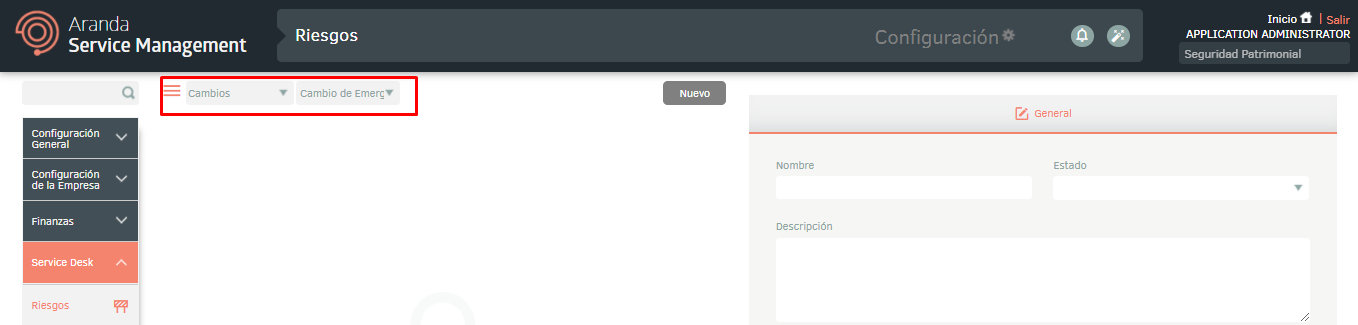 Aranda
Service Management
Riesgos
Configuración
Inicio | Salir
APPLICATION ADMINISTRATOR
Seguridad Patrimonial
Cambios
Cambio de Emerg
Nuevo
General
Configuración
General
Configuración
de la Empresa
Finanzas
Service Desk
Riesgos
Nombre
Estado
Descripción